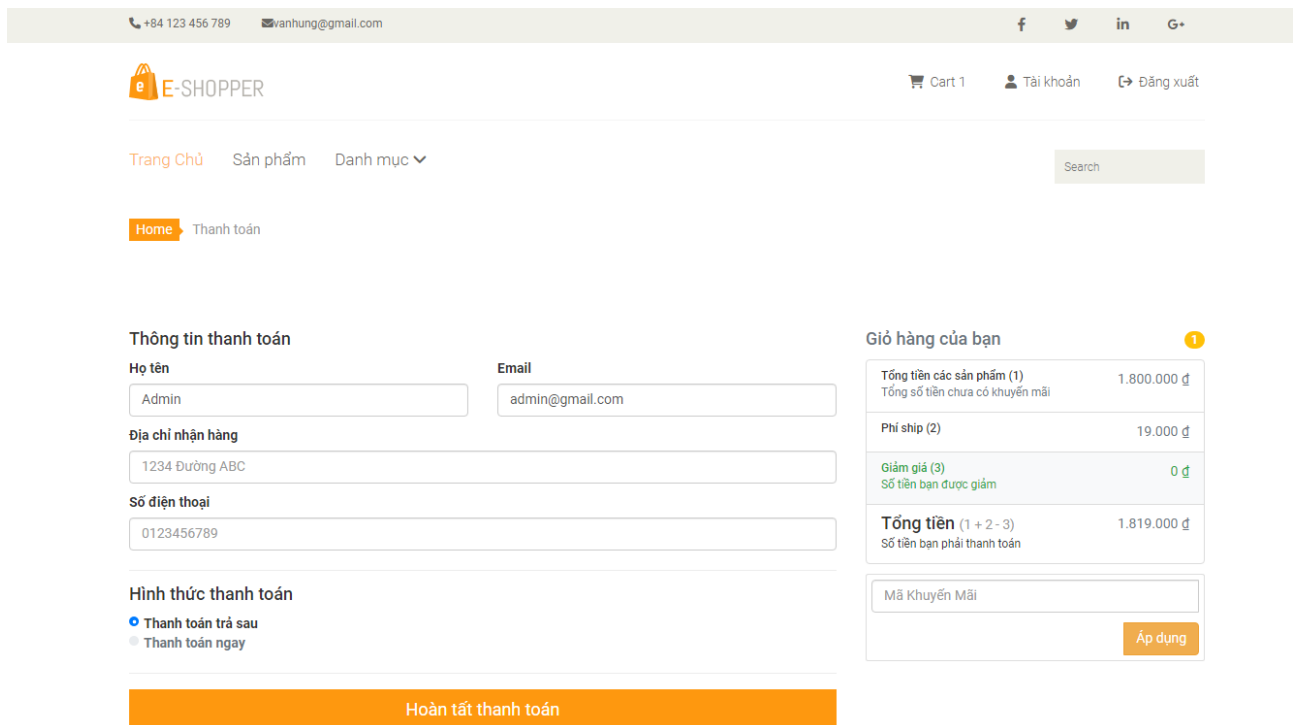 +84 123 456 789 vanhung@gmail.com
E-SHOPPER
Cart 1 Tài khoản Đăng xuất
Trang Chủ Sản phẩm Danh mục
Search
Home Thanh toán
Thông tin thanh toán
Họ tên Email
Admin admin@gmail.com
Địa chỉ nhận hàng
1234 Đường ABC
Số điện thoại
0123456789
Hình thức thanh toán
Thanh toán trả sau
Thanh toán ngay
Hoàn tất thanh toán
Giỏ hàng của bạn 1
Tổng tiền các sản phẩm (1) 1.800.000 ₫
Tổng số tiền chưa có khuyến mãi
Phí ship (2) 19.000 ₫
Giảm giá (3) 0 ₫
Số tiền bạn được giảm
Tổng tiền (1 + 2 - 3) 1.819.000 ₫
Số tiền bạn phải thanh toán
Mã Khuyến Mãi
Áp dụng